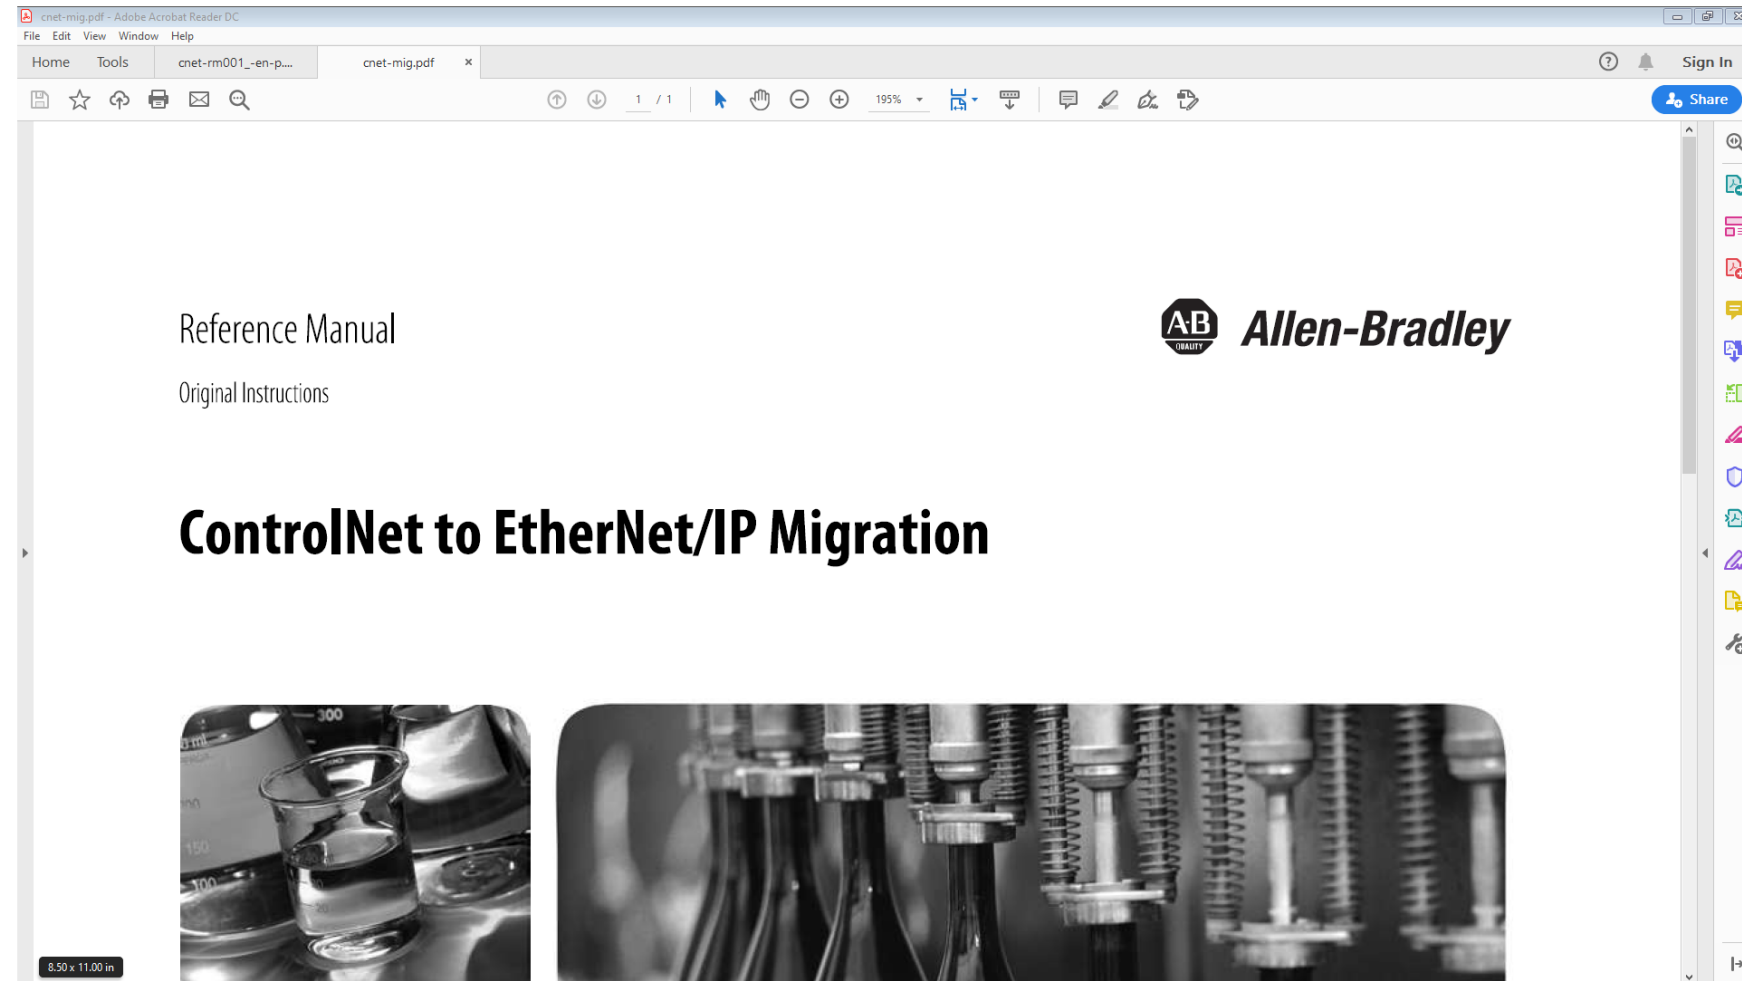 cnet-mig.pdf - Adobe Acrobat Reader DC
File Edit View Window Help
Home Tools cnet-rm001_-en-p.... cnet-mig.pdf × ? Sign In
1 / 1 195% Share
Reference Manual
A·B QUALITY Allen-Bradley
Original Instructions
ControlNet to EtherNet/IP Migration
300
ml
150
100
20
8.50 x 11.00 in